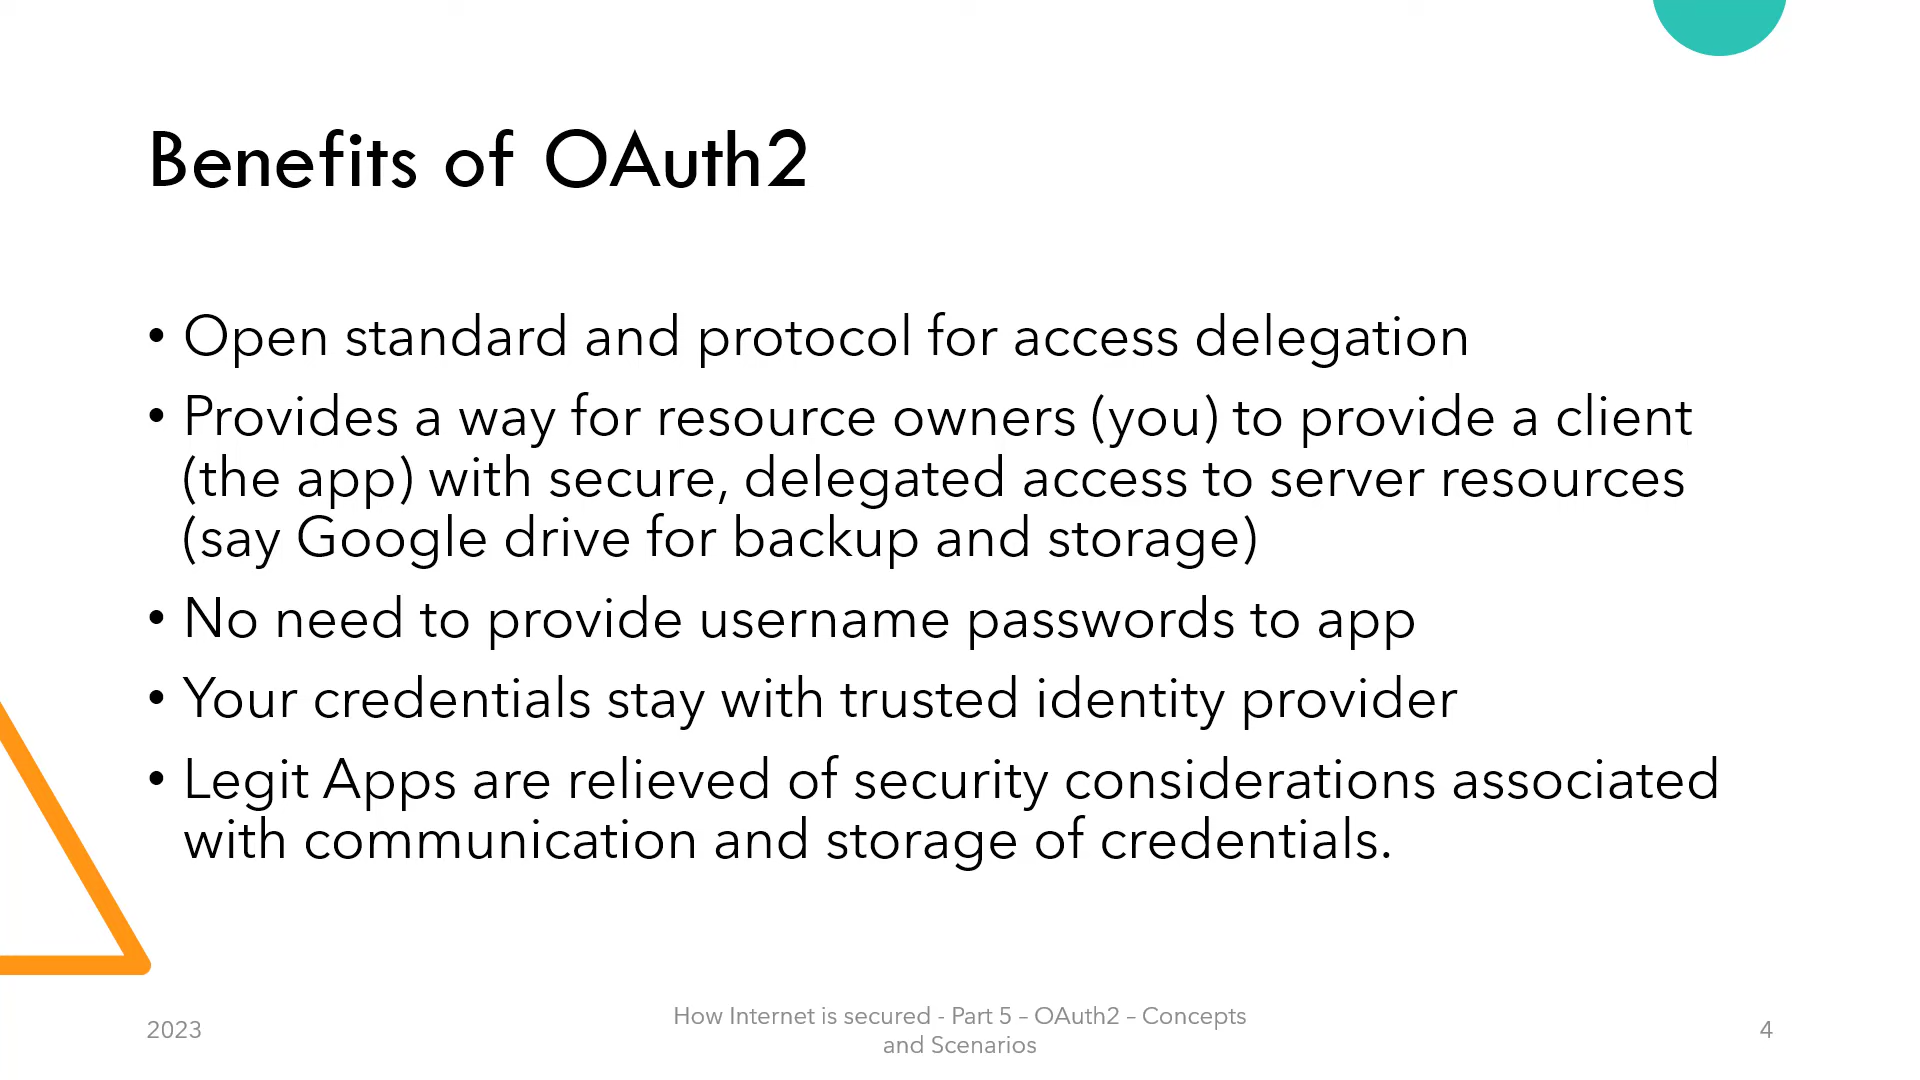 Benefits of OAuth2
• Open standard and protocol for access delegation
• Provides a way for resource owners (you) to provide a client
(the app) with secure, delegated access to server resources
(say Google drive for backup and storage)
• No need to provide username passwords to app
• Your credentials stay with trusted identity provider
• Legit Apps are relieved of security considerations associated
with communication and storage of credentials.
2023
How Internet is secured - Part 5 – OAuth2 – Concepts
and Scenarios
4